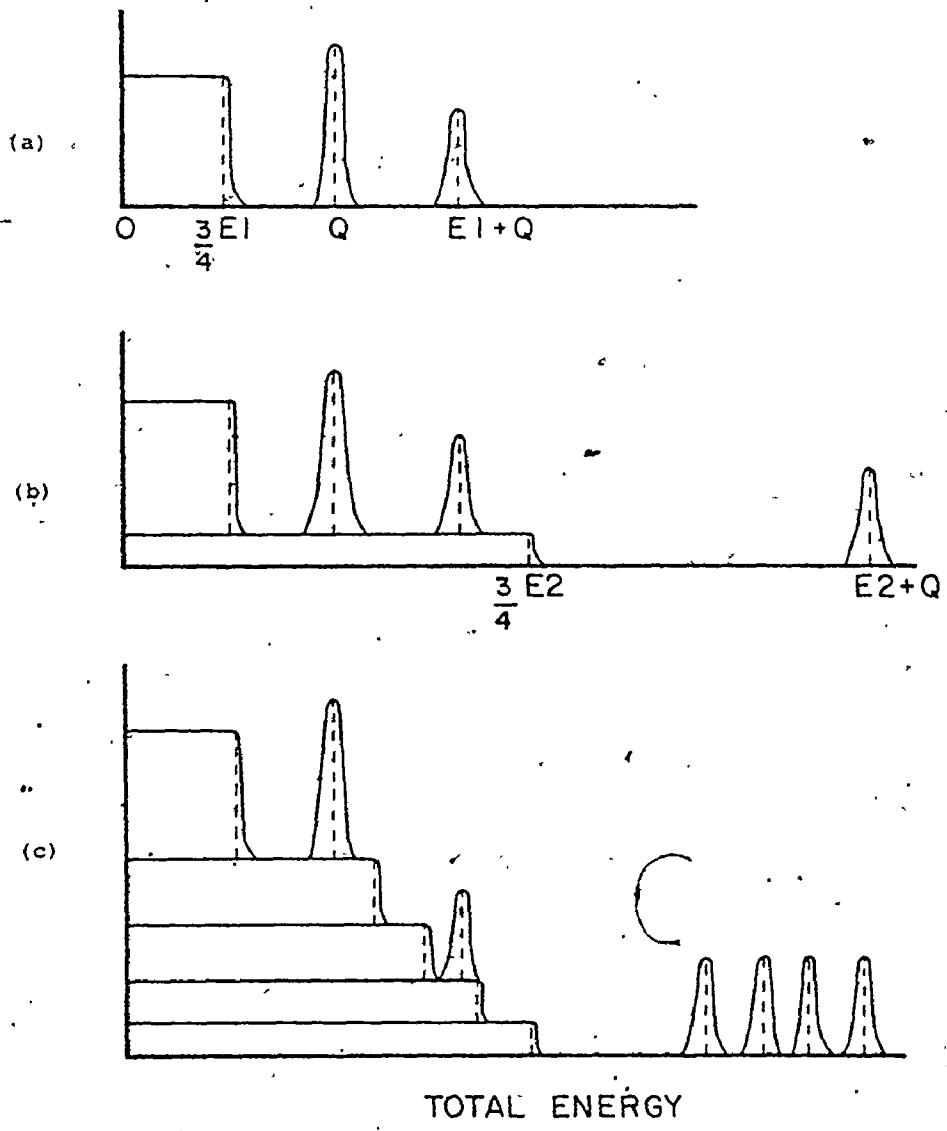 (a)
O 3/4 E1 Q E1+Q
(b)
3/4 E2 E2+Q
(c)
TOTAL ENERGY